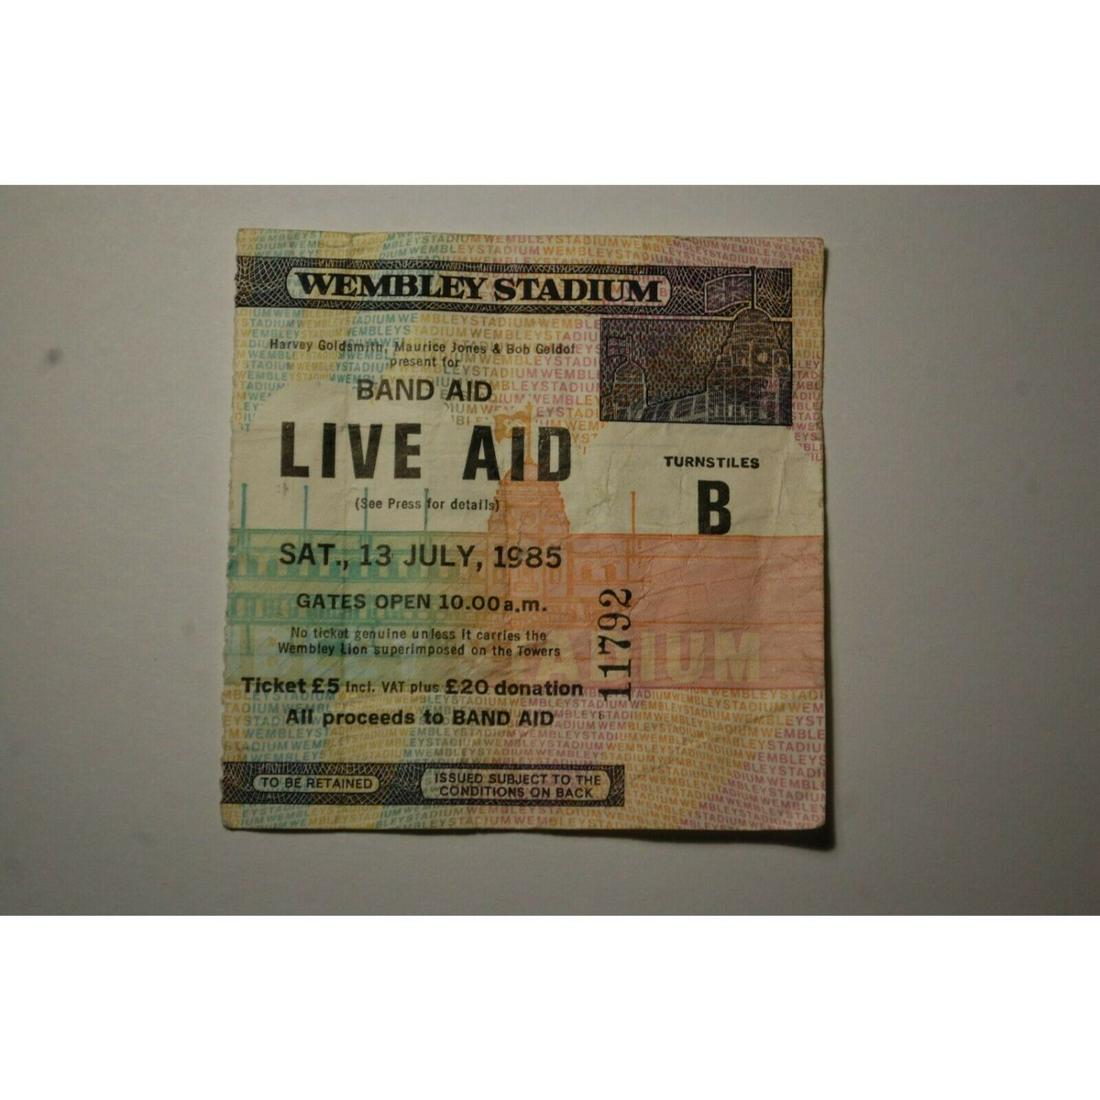 WEMBLEY STADIUM
Harvey Goldsmith, Maurice Jones & Bob Geldof
present for
BAND AID
LIVE AID
(See Press for details)
TURNSTILES
B
SAT., 13 JULY, 1985
GATES OPEN 10.00 a.m.
No ticket genuine unless it carries the
Wembley Lion superimposed on the Towers
11792
Ticket £5 incl. VAT plus £20 donation
All proceeds to BAND AID
TO BE RETAINED
ISSUED SUBJECT TO THE
CONDITIONS ON BACK